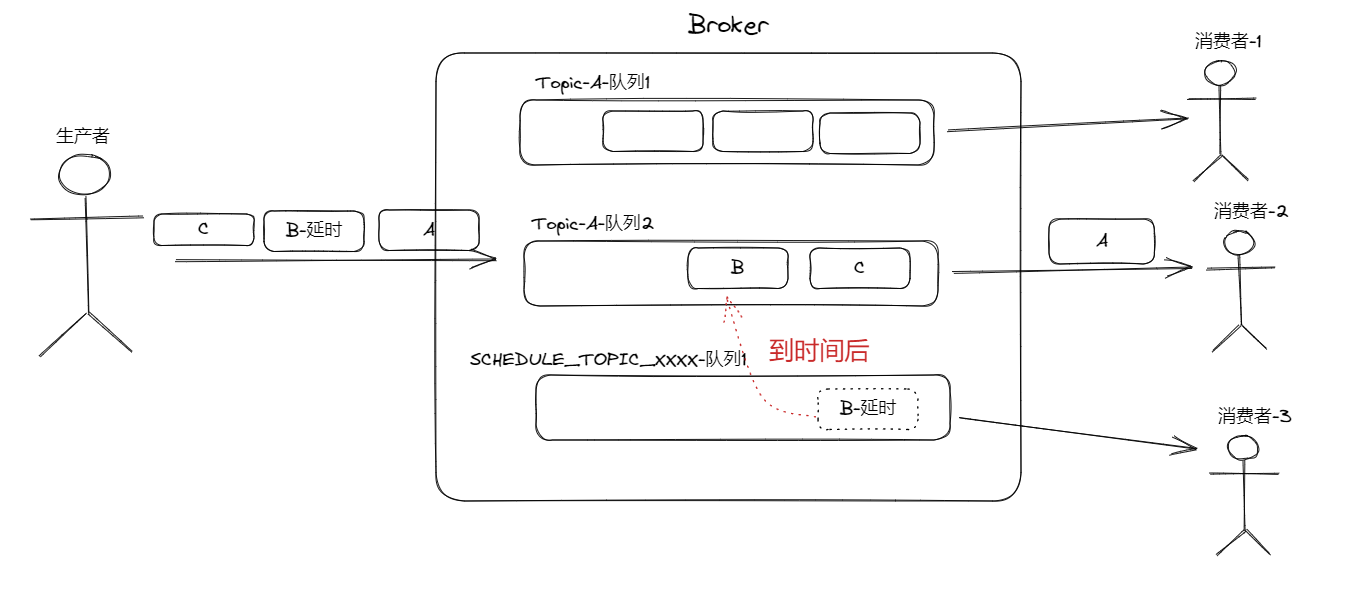 Broker
消费者-1
Topic-A-队列1
生产者
C
B-延时
A
Topic-A-队列2
消费者-2
B
C
A
到时间后
SCHEDULE_TOPIC_XXXX-队列1
B-延时
消费者-3